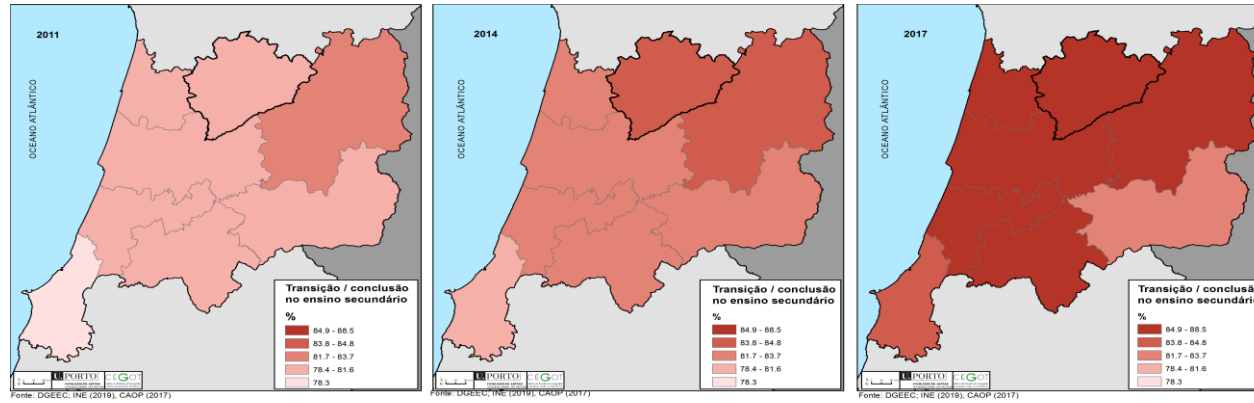 2011
OCEANO ATLÂNTICO
Transição / conclusão
no ensino secundário
%
84.9 - 88.5
83.8 - 84.8
81.7 - 83.7
78.4 - 81.6
78.3
U. PORTO
CEGOT
Fonte: DGEEC; INE (2019), CAOP (2017)
2014
OCEANO ATLÂNTICO
Transição / conclusão
no ensino secundário
%
84.9 - 88.5
83.8 - 84.8
81.7 - 83.7
78.4 - 81.6
78.3
U. PORTO
CEGOT
Fonte: DGEEC; INE (2019), CAOP (2017)
2017
OCEANO ATLÂNTICO
Transição / conclusão
no ensino secundário
%
84.9 - 88.5
83.8 - 84.8
81.7 - 83.7
78.4 - 81.6
78.3
U. PORTO
CEGOT
Fonte: DGEEC; INE (2019), CAOP (2017)